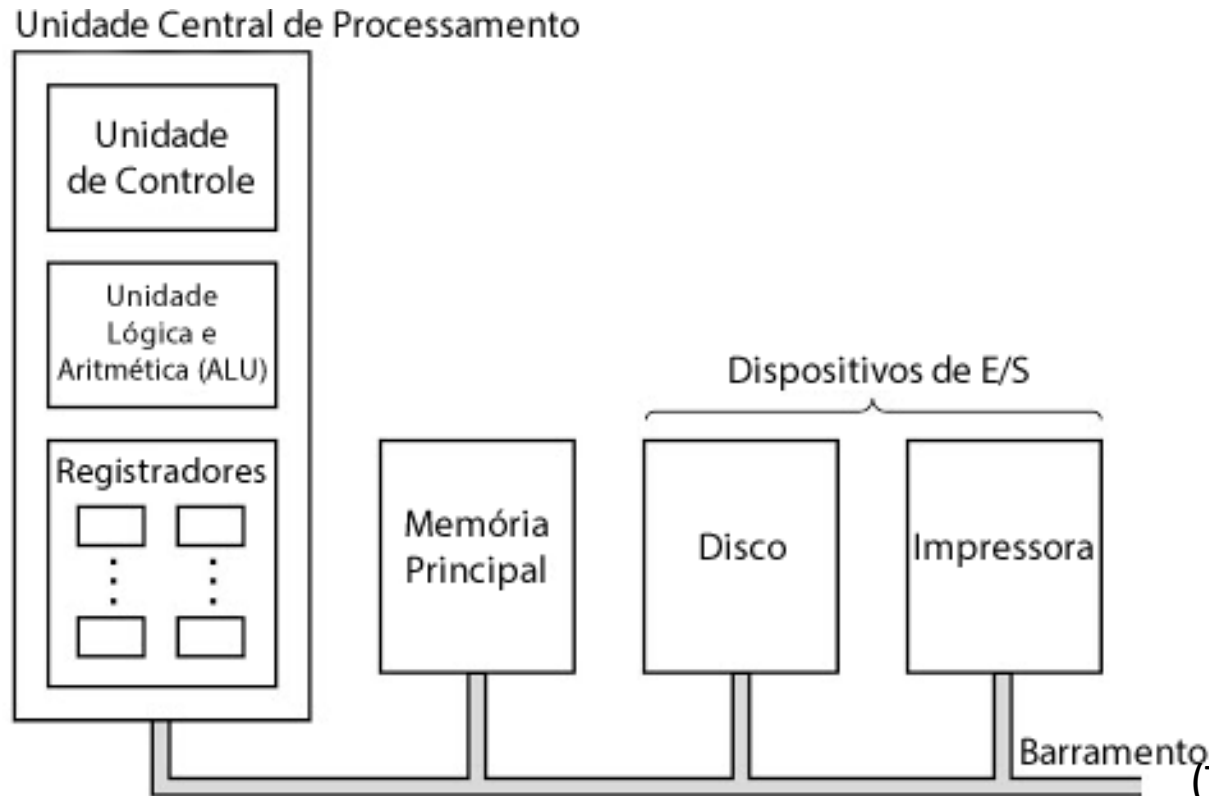 Unidade Central de Processamento
Unidade
de Controle
Unidade
Lógica e
Aritmética (ALU)
Registradores
Dispositivos de E/S
Memória
Principal
Disco
Impressora
Barramento